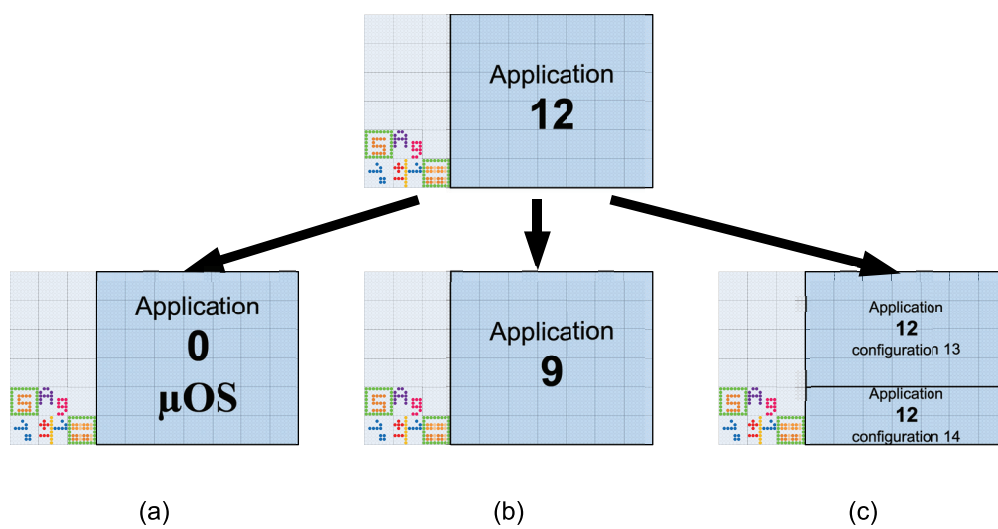 Application
12
Application
0
µOS
Application
9
Application
12
configuration 13
Application
12
configuration 14
(a)
(b)
(c)